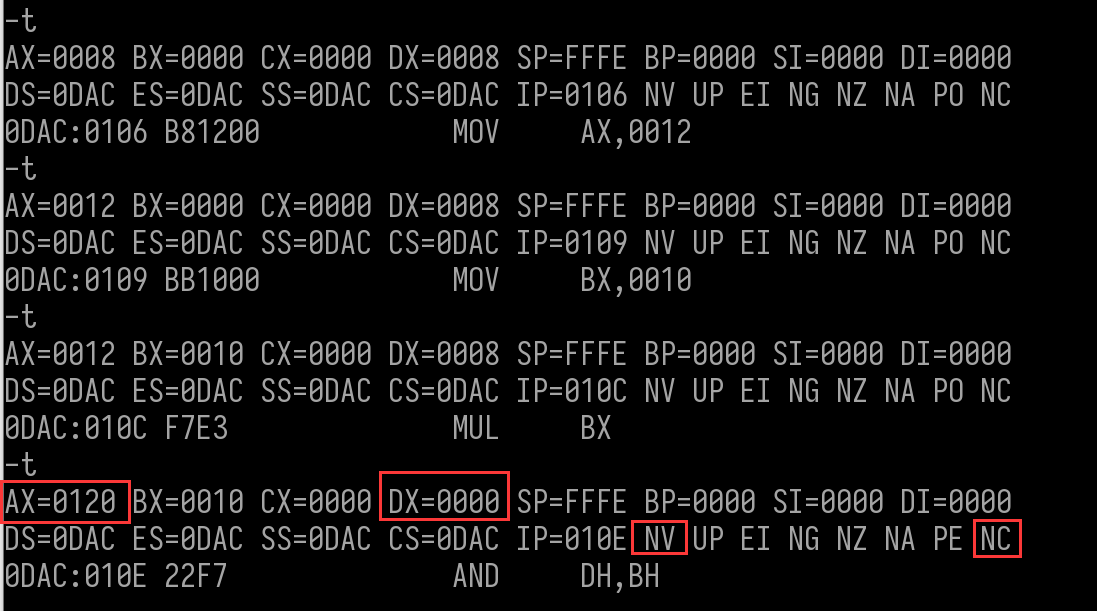 -t
AX=0008 BX=0000 CX=0000 DX=0008 SP=FFFE BP=0000 SI=0000 DI=0000
DS=0DAC ES=0DAC SS=0DAC CS=0DAC IP=0106 NV UP EI NG NZ NA PO NC
0DAC:0106 B81200 MOV AX,0012
-t
AX=0012 BX=0000 CX=0000 DX=0008 SP=FFFE BP=0000 SI=0000 DI=0000
DS=0DAC ES=0DAC SS=0DAC CS=0DAC IP=0109 NV UP EI NG NZ NA PO NC
0DAC:0109 BB1000 MOV BX,0010
-t
AX=0012 BX=0010 CX=0000 DX=0008 SP=FFFE BP=0000 SI=0000 DI=0000
DS=0DAC ES=0DAC SS=0DAC CS=0DAC IP=010C NV UP EI NG NZ NA PO NC
0DAC:010C F7E3 MUL BX
-t
AX=0120 BX=0010 CX=0000 DX=0000 SP=FFFE BP=0000 SI=0000 DI=0000
DS=0DAC ES=0DAC SS=0DAC CS=0DAC IP=010E NV UP EI NG NZ NA PE NC
0DAC:010E 22F7 AND DH,BH